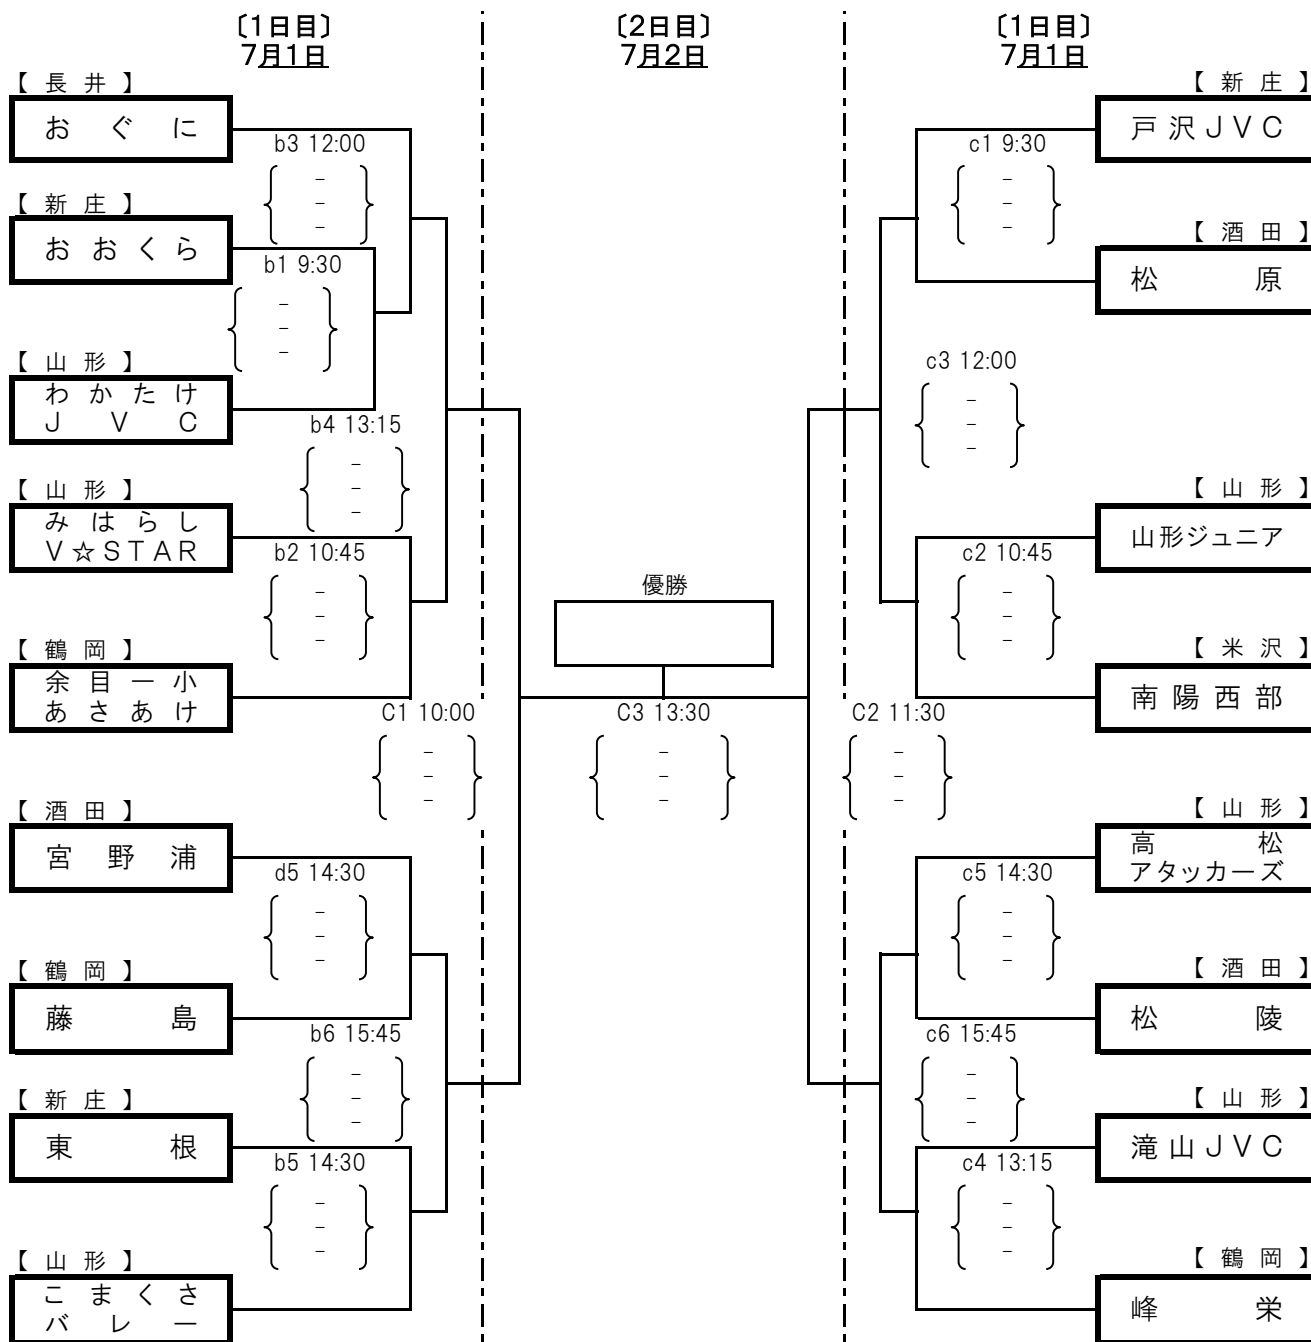 〔1日目〕
7月1日
〔2日目〕
7月2日
〔1日目〕
7月1日
【長井】
おぐに
b3 12:00
- 
- 
- 
【新庄】
おおくら
b1 9:30
- 
- 
- 
【山形】
わかたけ
JVC
b4 13:15
- 
- 
- 
【山形】
みはらし
V☆STAR
b2 10:45
- 
- 
- 
【鶴岡】
余目一小
あさあけ
C1 10:00
- 
- 
- 
【酒田】
宮野浦
d5 14:30
- 
- 
- 
【鶴岡】
藤島
b6 15:45
- 
- 
- 
【新庄】
東根
b5 14:30
- 
- 
- 
【山形】
こまくさ
バレー
優勝
C3 13:30
- 
- 
- 
【新庄】
戸沢JVC
c1 9:30
- 
- 
- 
【酒田】
松原
c3 12:00
- 
- 
- 
【山形】
山形ジュニア
c2 10:45
- 
- 
- 
【米沢】
南陽西部
C2 11:30
- 
- 
- 
【山形】
高松
アタッカーズ
c5 14:30
- 
- 
- 
【酒田】
松陵
c6 15:45
- 
- 
- 
【山形】
滝山JVC
c4 13:15
- 
- 
- 
【鶴岡】
峰栄